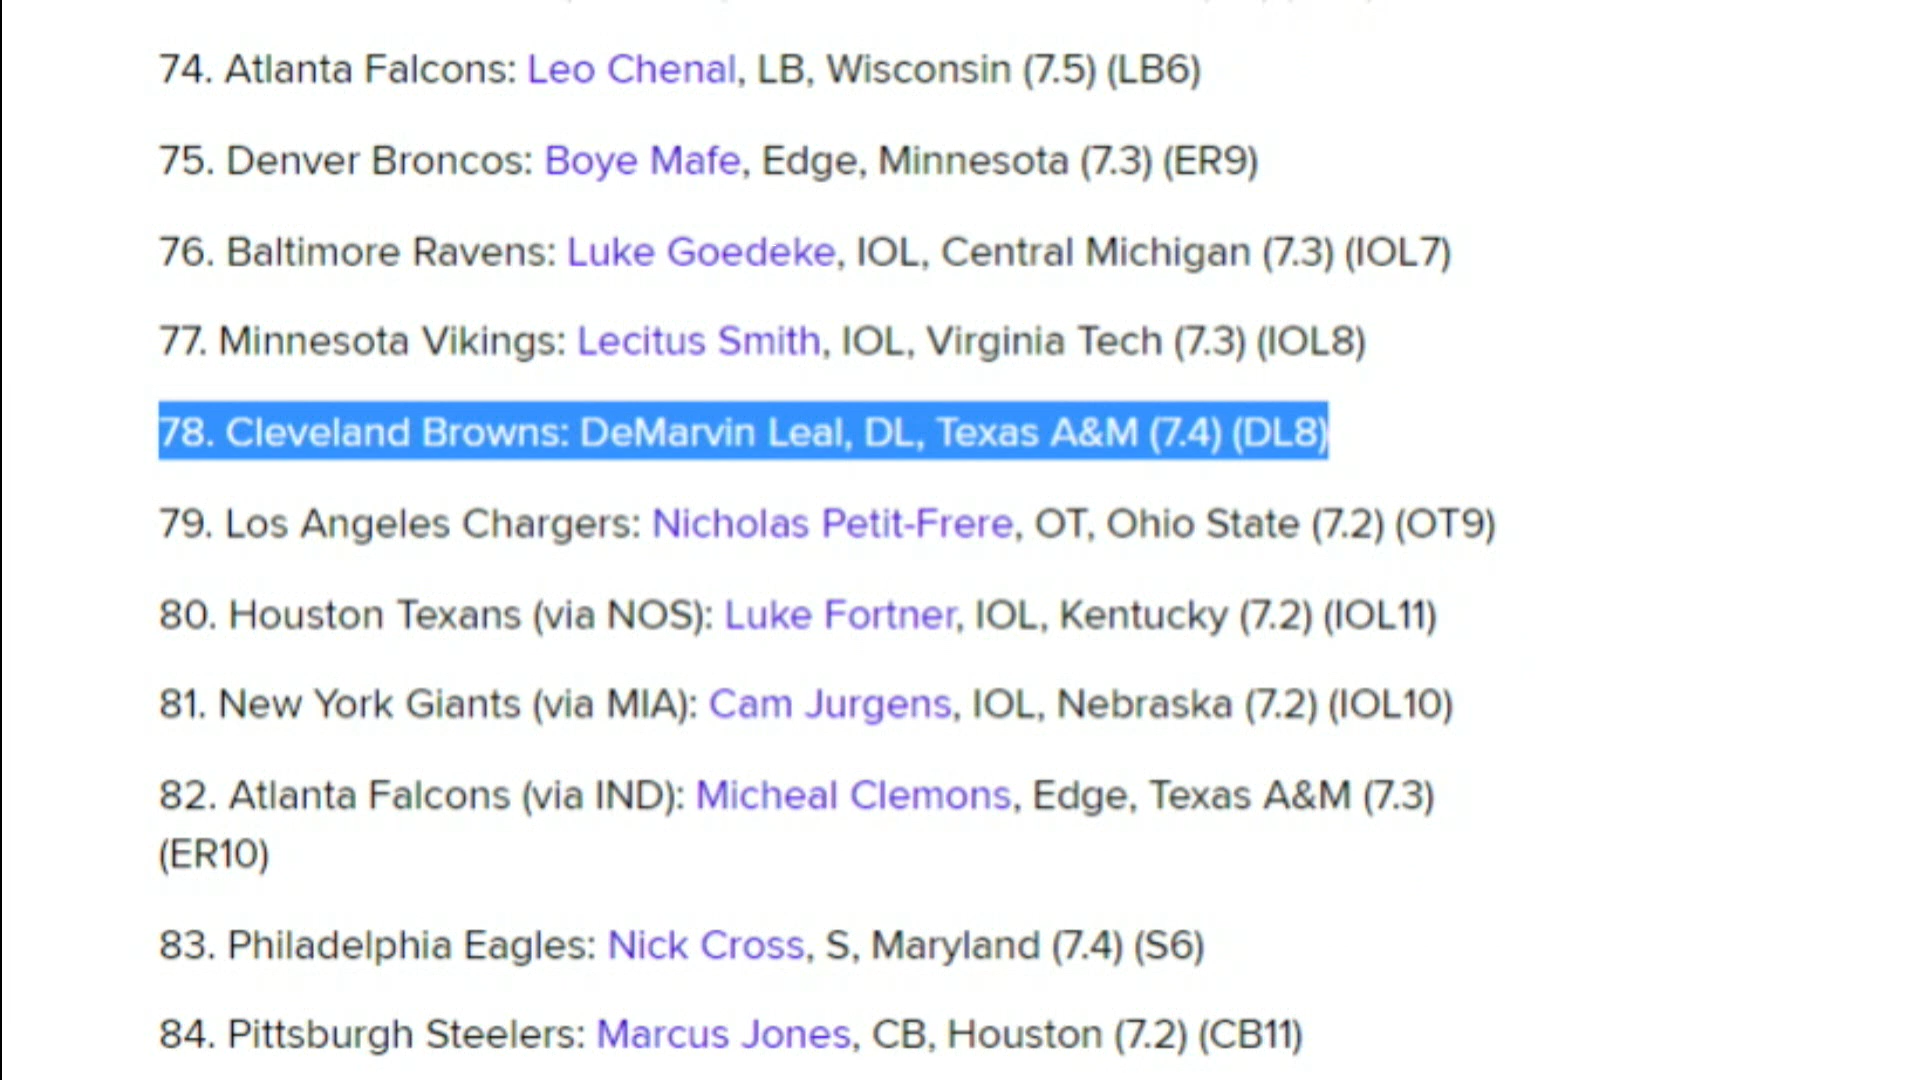 74. Atlanta Falcons: Leo Chenal, LB, Wisconsin (7.5) (LB6)
75. Denver Broncos: Boye Mafe, Edge, Minnesota (7.3) (ER9)
76. Baltimore Ravens: Luke Goedeke, IOL, Central Michigan (7.3) (IOL7)
77. Minnesota Vikings: Lecitus Smith, IOL, Virginia Tech (7.3) (IOL8)
78. Cleveland Browns: DeMarvin Leal, DL, Texas A&M (7.4) (DL8)
79. Los Angeles Chargers: Nicholas Petit-Frere, OT, Ohio State (7.2) (OT9)
80. Houston Texans (via NOS): Luke Fortner, IOL, Kentucky (7.2) (IOL11)
81. New York Giants (via MIA): Cam Jurgens, IOL, Nebraska (7.2) (IOL10)
82. Atlanta Falcons (via IND): Micheal Clemons, Edge, Texas A&M (7.3)
(ER10)
83. Philadelphia Eagles: Nick Cross, S, Maryland (7.4) (S6)
84. Pittsburgh Steelers: Marcus Jones, CB, Houston (7.2) (CB11)